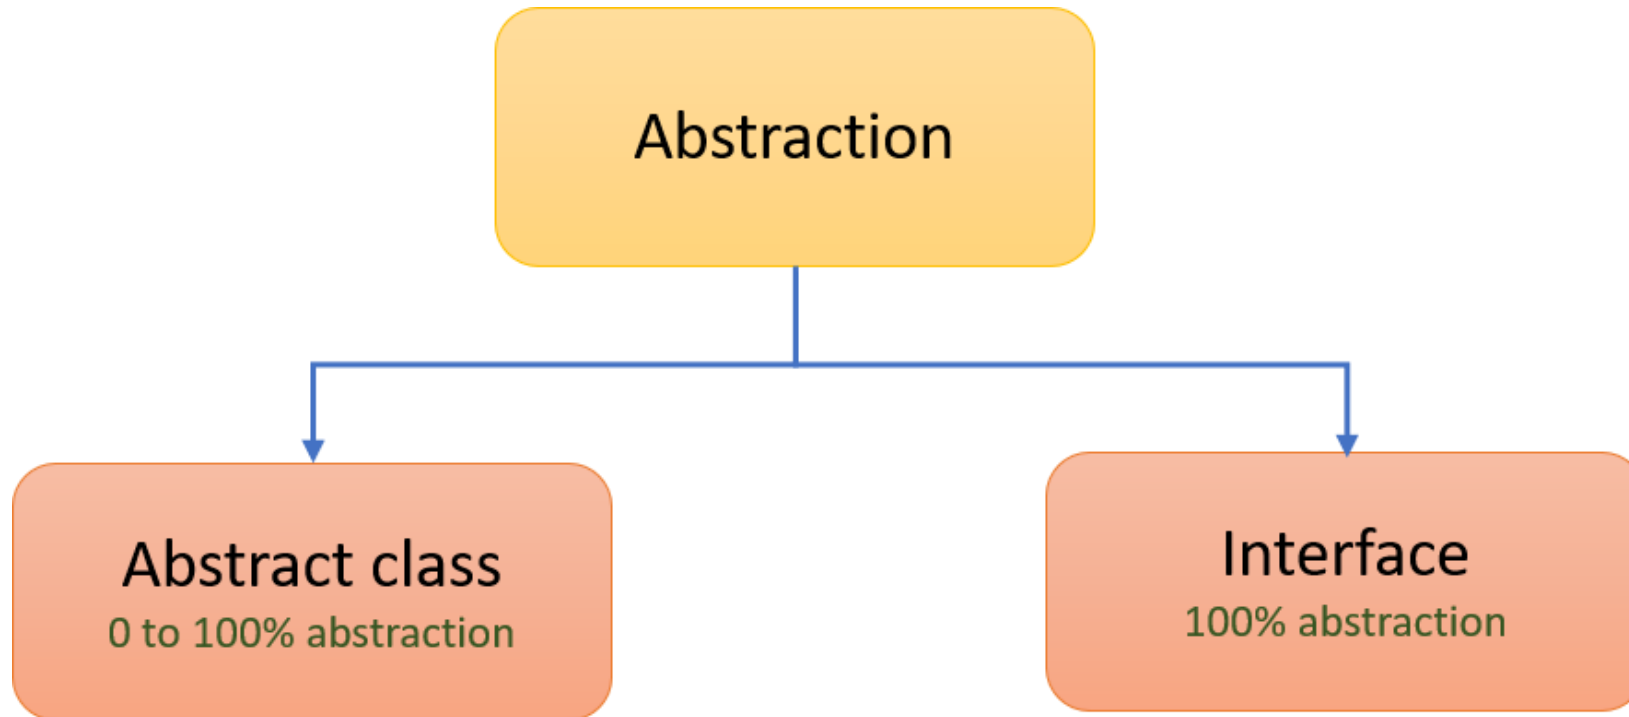 Abstraction
Abstract class
0 to 100% abstraction
Interface
100% abstraction